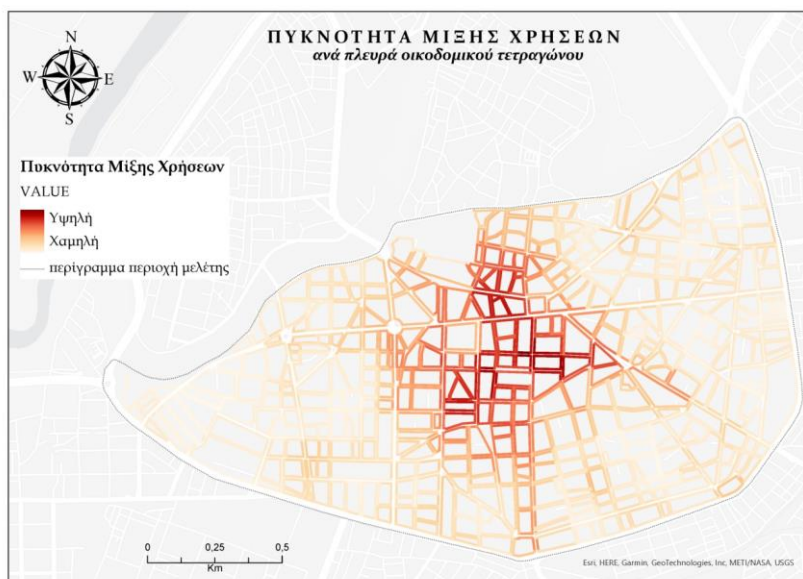 ΠΥΚΝΟΤΗΤΑ ΜΙΞΗΣ ΧΡΗΣΕΩΝ
ανά πλευρά οικοδομικού τετραγώνου
N
W E
S
Πυκνότητα Μίξης Χρήσεων
VALUE
Υψηλή
Χαμηλή
περίγραμμα περιοχή μελέτης
0 0,25 0,5
Km
Esri, HERE, Garmin, GeoTechnologies, Inc, METI/NASA, USGS